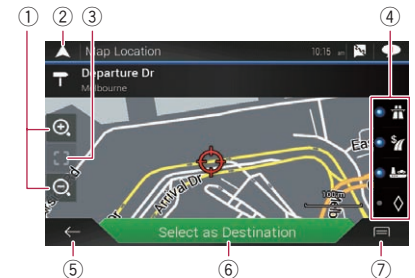 ① ② ③ ④
Map Location 10:15
Departure Dr
Melbourne
Arrival Dr
100m
Select as Destination
⑤ ⑥ ⑦